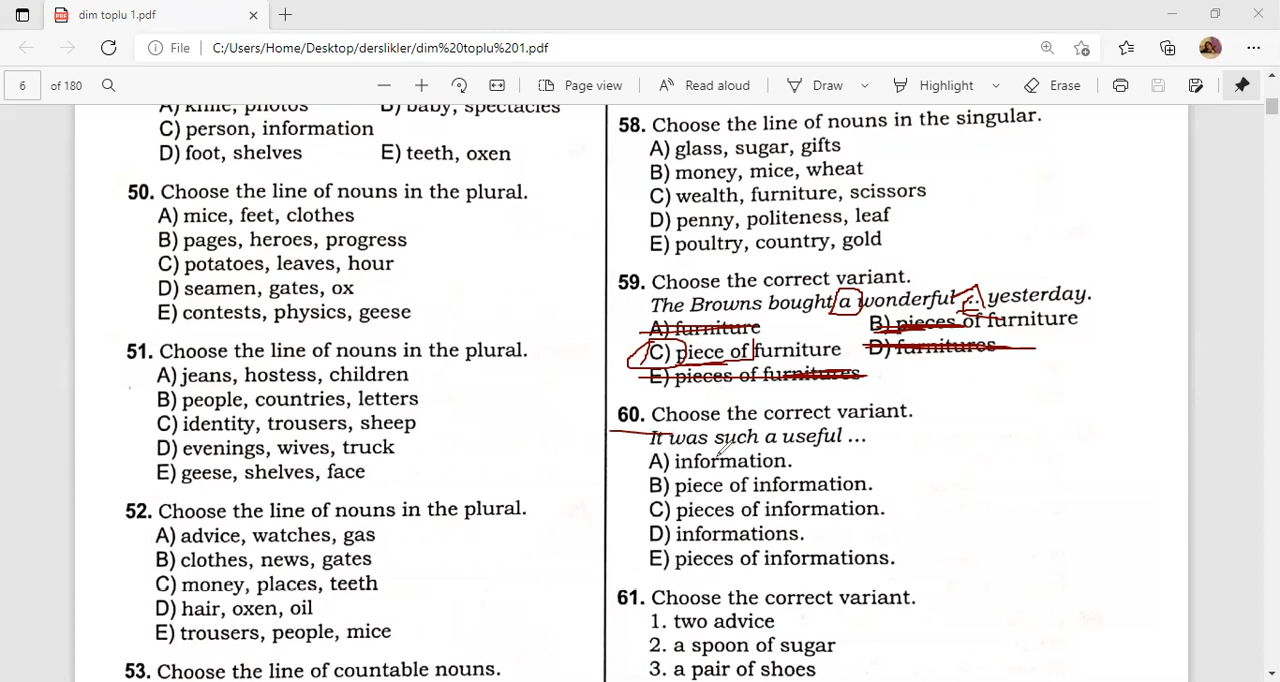 dim toplu 1.pdf
File C:/Users/Home/Desktop/derslikler/dim%20toplu%201.pdf
6 of 180 Page view Read aloud Draw Highlight Erase
A) knife, photos B) baby, spectacles
C) person, information
D) foot, shelves E) teeth, oxen
50. Choose the line of nouns in the plural.
A) mice, feet, clothes
B) pages, heroes, progress
C) potatoes, leaves, hour
D) seamen, gates, ox
E) contests, physics, geese
51. Choose the line of nouns in the plural.
A) jeans, hostess, children
B) people, countries, letters
C) identity, trousers, sheep
D) evenings, wives, truck
E) geese, shelves, face
52. Choose the line of nouns in the plural.
A) advice, watches, gas
B) clothes, news, gates
C) money, places, teeth
D) hair, oxen, oil
E) trousers, people, mice
53. Choose the line of countable nouns.
58. Choose the line of nouns in the singular.
A) glass, sugar, gifts
B) money, mice, wheat
C) wealth, furniture, scissors
D) penny, politeness, leaf
E) poultry, country, gold
59. Choose the correct variant.
The Browns bought a wonderful ... yesterday.
A) furniture B) pieces of furniture
C) piece of furniture D) furnitures
E) pieces of furnitures
60. Choose the correct variant.
It was such a useful ...
A) information.
B) piece of information.
C) pieces of information.
D) informations.
E) pieces of informations.
61. Choose the correct variant.
1. two advice
2. a spoon of sugar
3. a pair of shoes